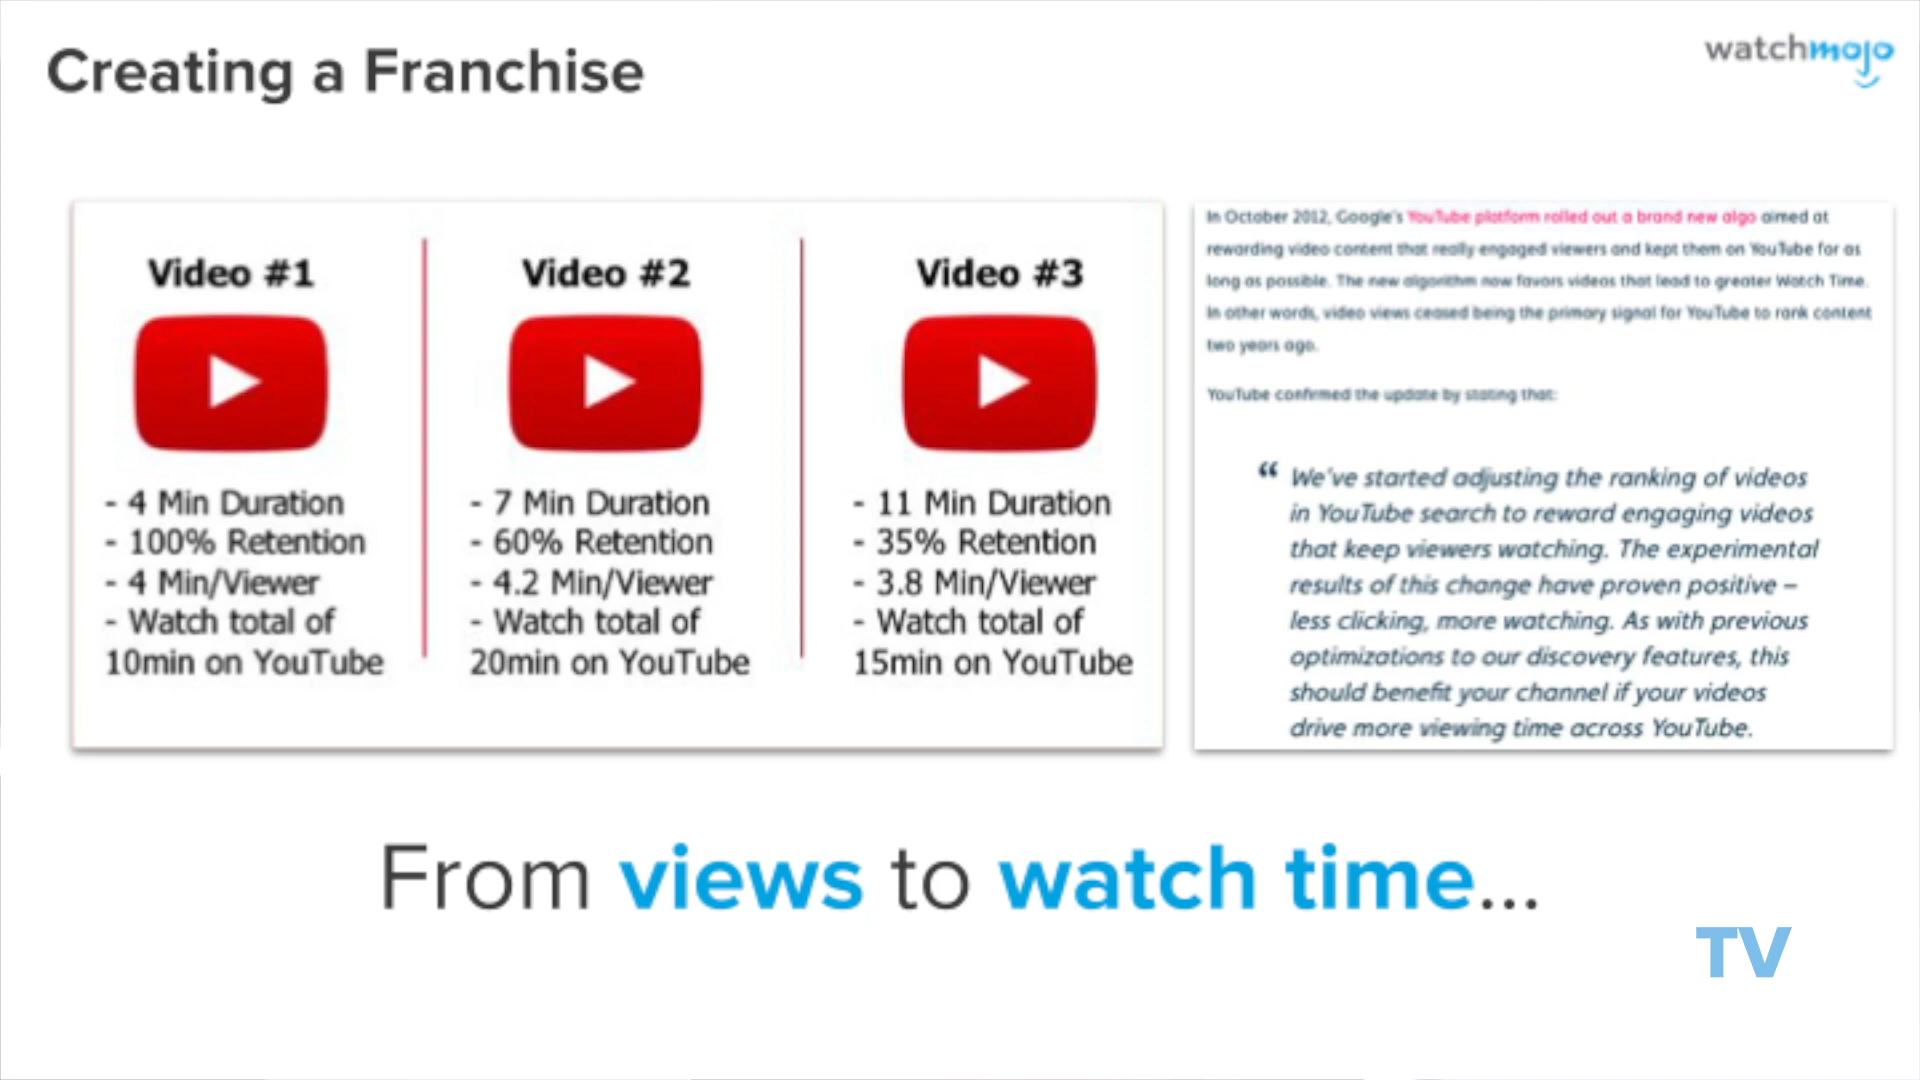 Creating a Franchise
watchmojo
Video #1
- 4 Min Duration
- 100% Retention
- 4 Min/Viewer
- Watch total of
10min on YouTube
Video #2
- 7 Min Duration
- 60% Retention
- 4.2 Min/Viewer
- Watch total of
20min on YouTube
Video #3
- 11 Min Duration
- 35% Retention
- 3.8 Min/Viewer
- Watch total of
15min on YouTube
In October 2012, Google's YouTube platform rolled out a brand new algo aimed at
rewarding video content that really engaged viewers and kept them on YouTube for as
long as possible. The new algorithm now favors videos that lead to greater Watch Time.
In other words, video views ceased being the primary signal for YouTube to rank content
two years ago.
YouTube confirmed the update by stating that:
“ We've started adjusting the ranking of videos
in YouTube search to reward engaging videos
that keep viewers watching. The experimental
results of this change have proven positive –
less clicking, more watching. As with previous
optimizations to our discovery features, this
should benefit your channel if your videos
drive more viewing time across YouTube.
From views to watch time...
TV